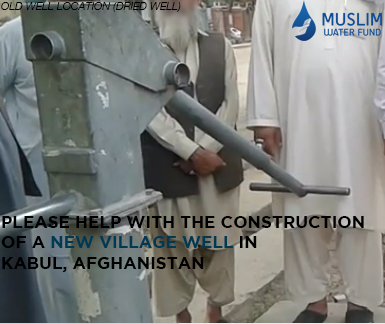 OLD WELL LOCATION (DRIED WELL)
MUSLIM
WATER FUND
PLEASE HELP WITH THE CONSTRUCTION
OF A NEW VILLAGE WELL IN
KABUL, AFGHANISTAN